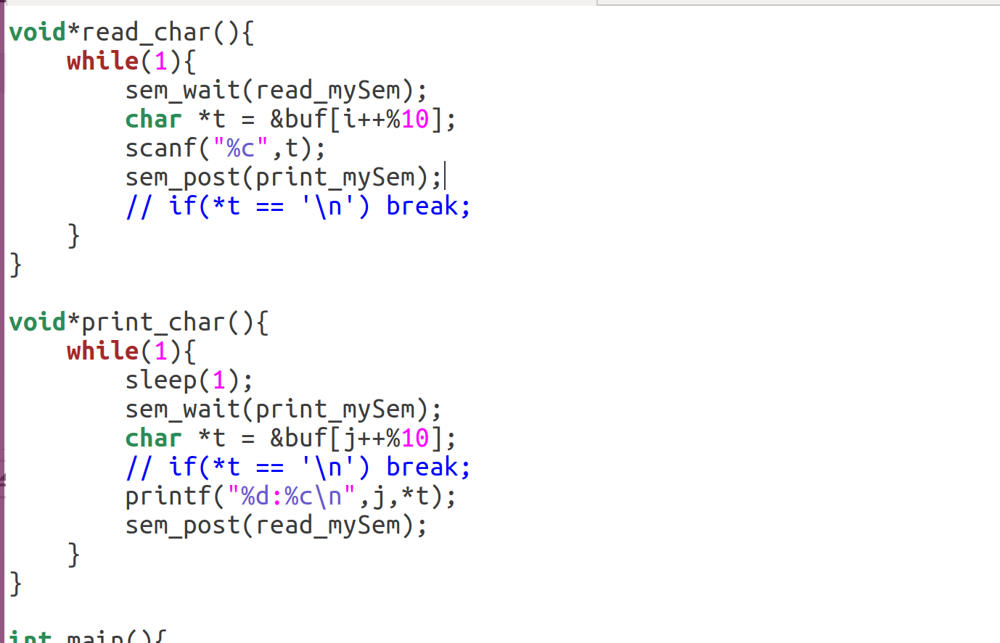 void*read_char(){
    while(1){
        sem_wait(read_mySem);
        char *t = &buf[i++%10];
        scanf("%c",t);
        sem_post(print_mySem);
        // if(*t == '\n') break;
    }
}

void*print_char(){
    while(1){
        sleep(1);
        sem_wait(print_mySem);
        char *t = &buf[j++%10];
        // if(*t == '\n') break;
        printf("%d:%c\n",j,*t);
        sem_post(read_mySem);
    }
}

int main(){